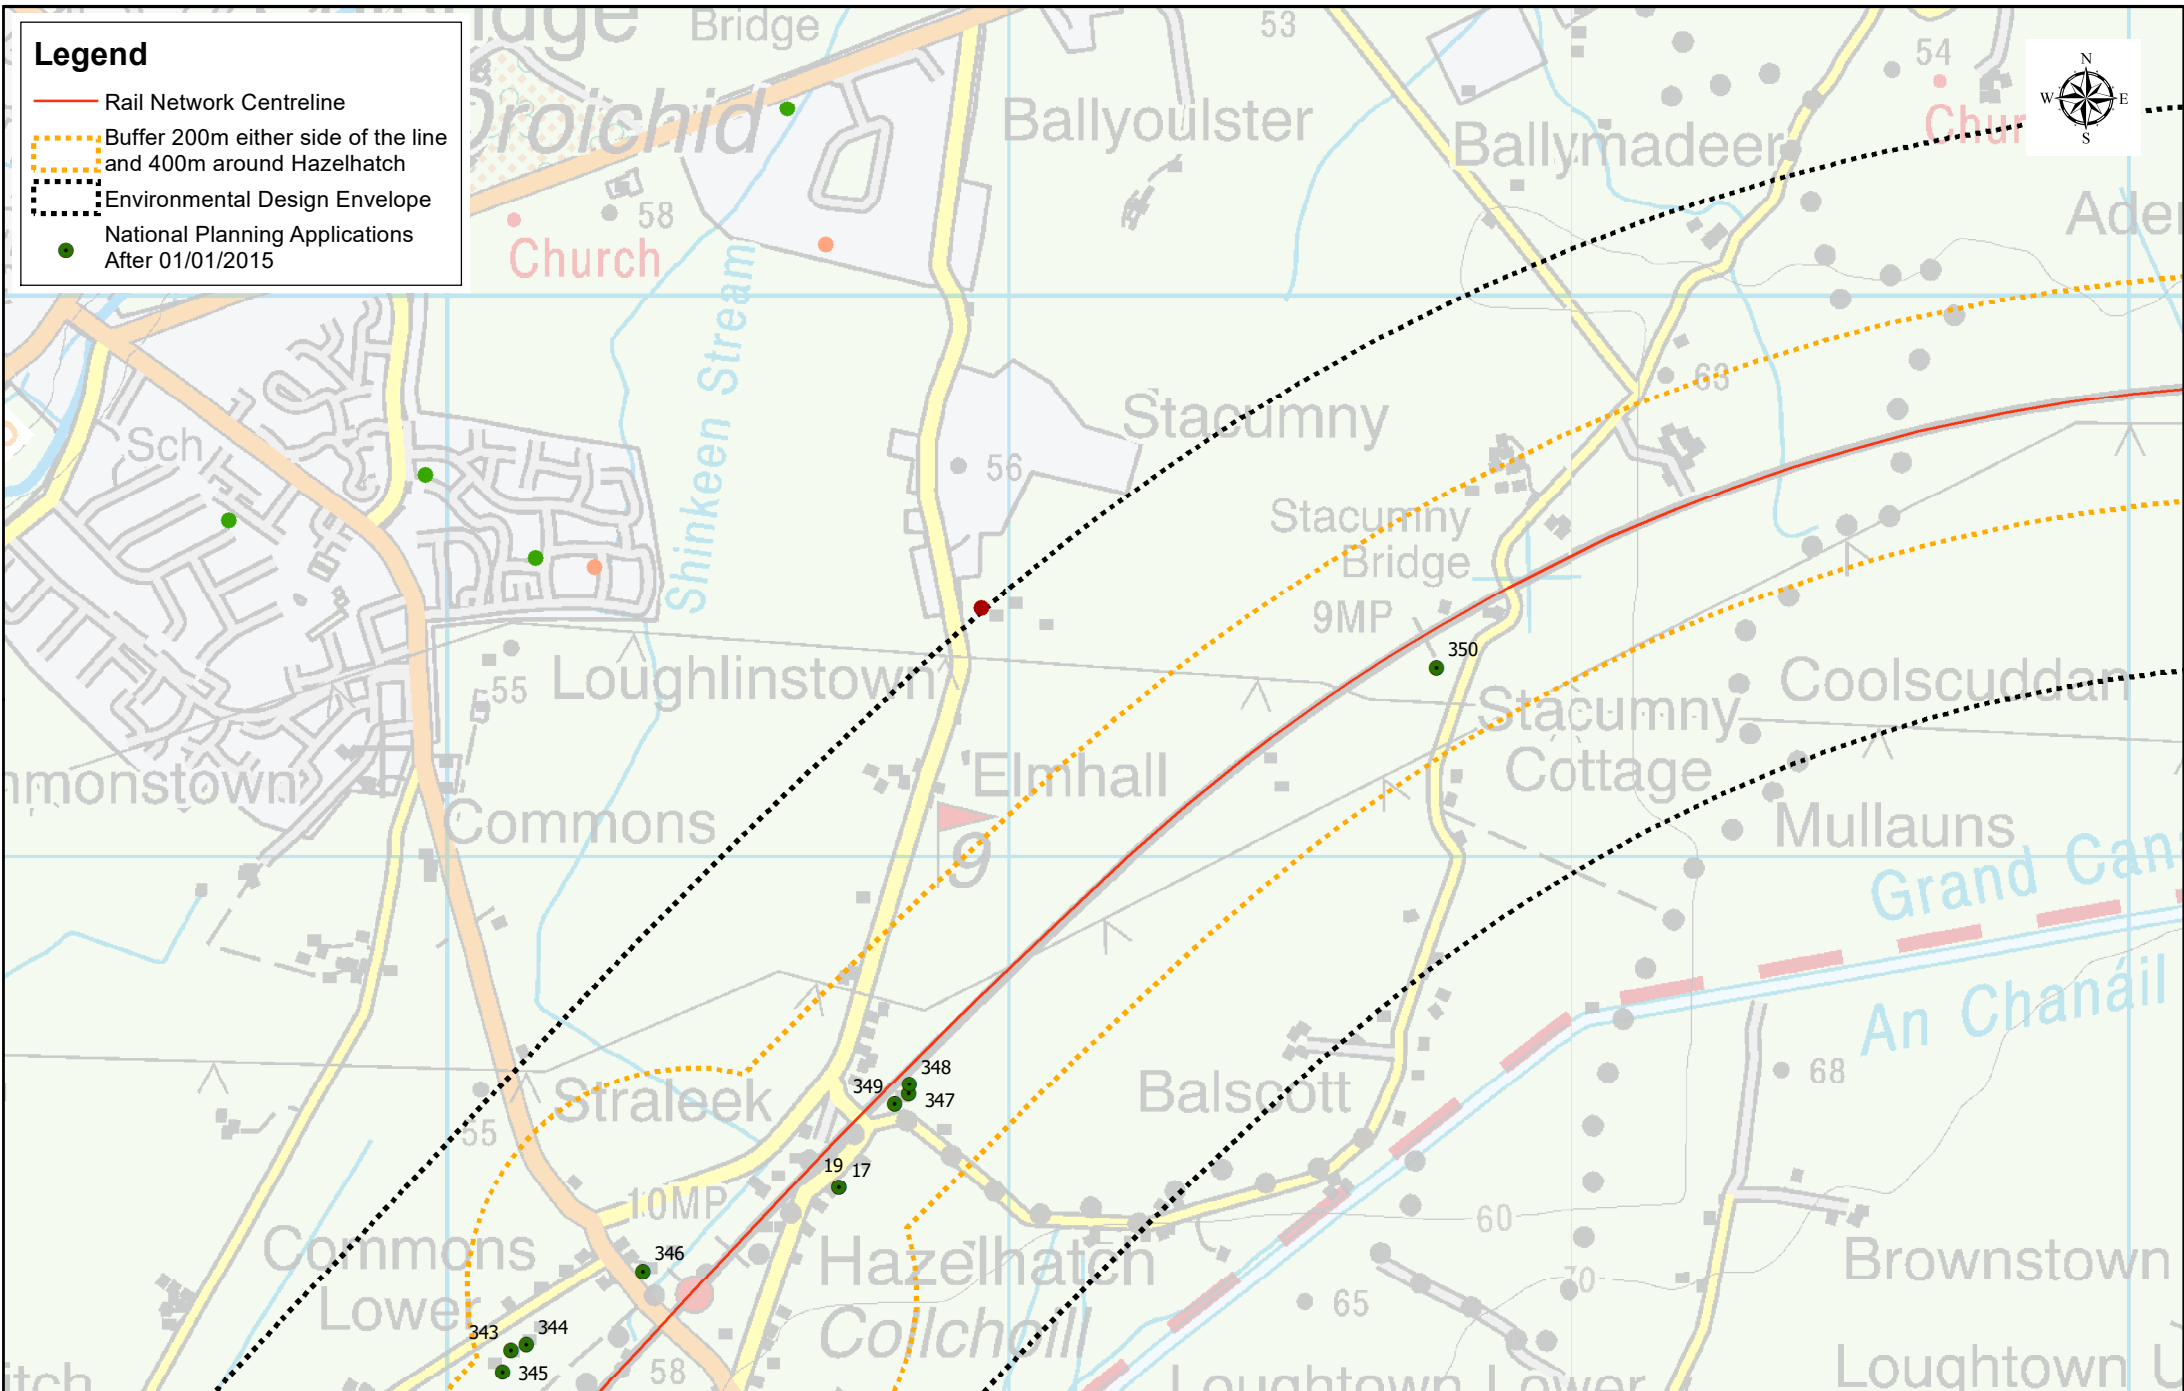 Legend
Rail Network Centreline
Buffer 200m either side of the line
and 400m around Hazelhatch
Environmental Design Envelope
National Planning Applications
After 01/01/2015
Bridge
53
54
N
W E
S
Droichid
Ballyoulster
Ballymadeer
58
Church
Shinkeen Stream
Stacumny
63
Sch
56
Stacumny
Bridge
9MP
350
55
Loughlinstown
Stacumny
Cottage
Coolscuddan
Elmhall
Commons
9
Mullauns
Grand
An Chanáil
348
349
347
Straleek
Balscott
68
55
19 17
10MP
60
346
Commons
Lower
Hazelhatch
Collchoill
70
65
Brownstown
343
344
345
58
Loughtown Lower
Loughtown